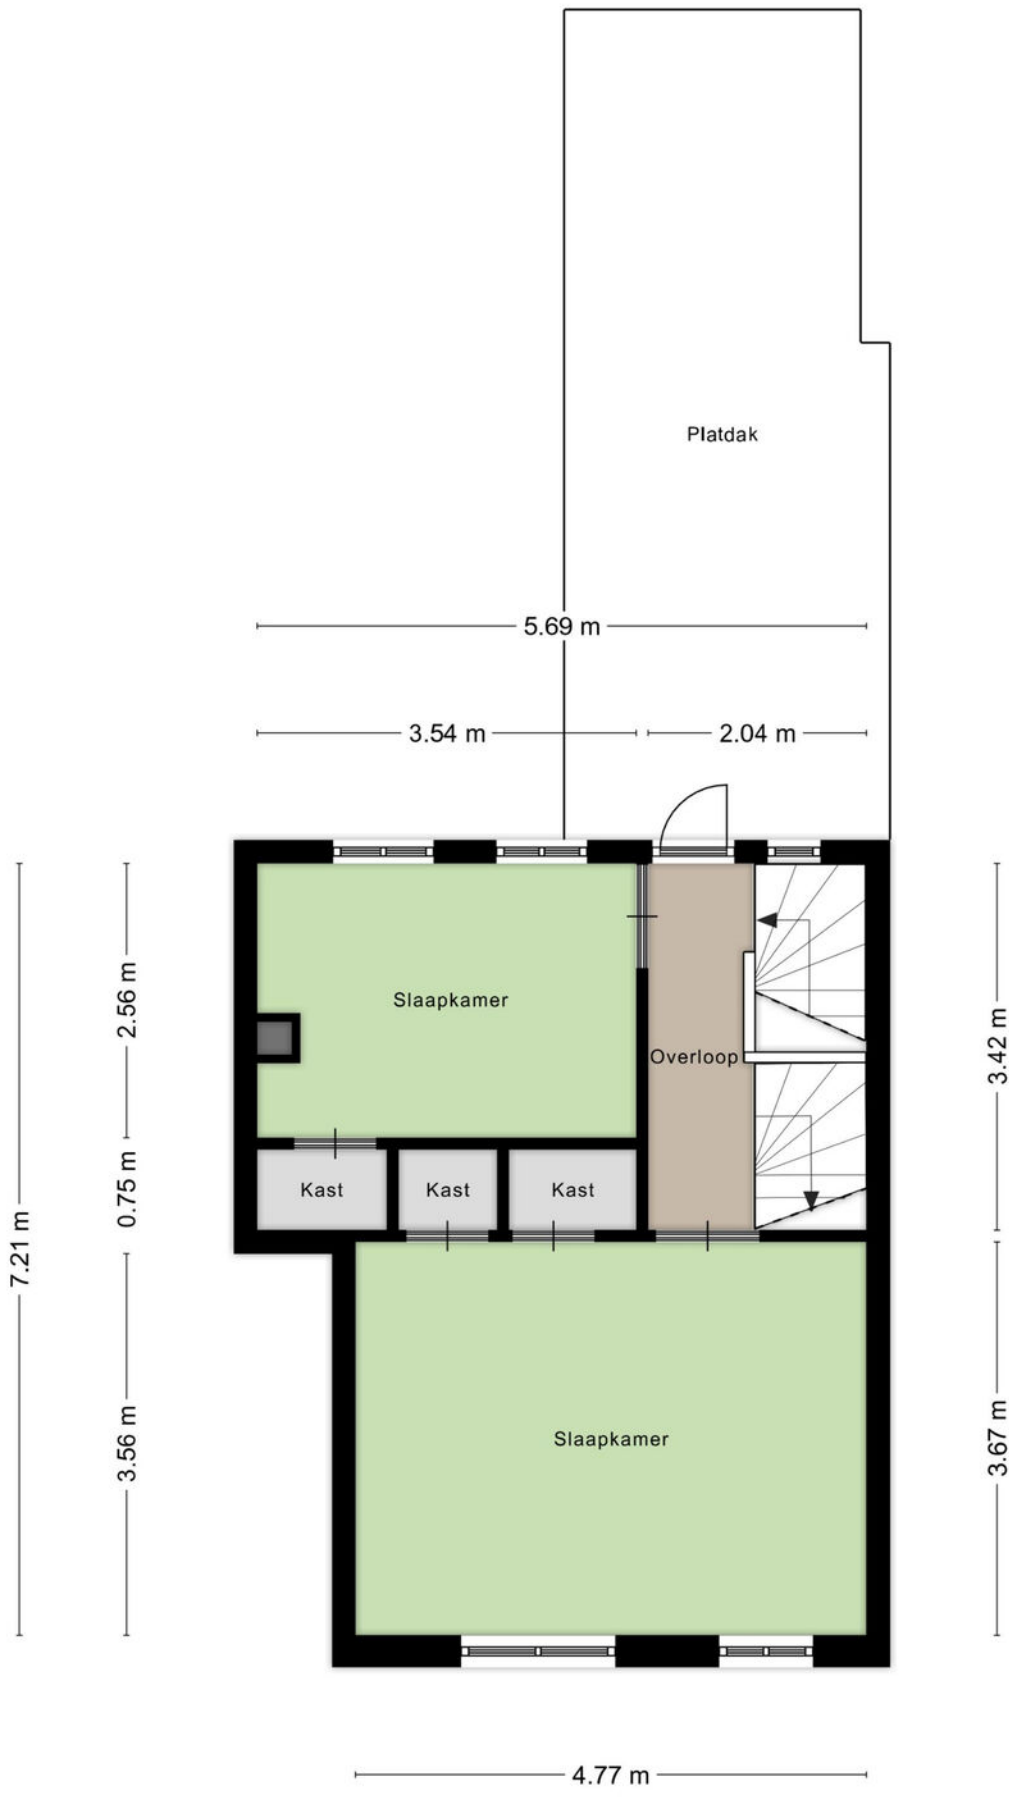 Platdak
5.69 m
3.54 m
2.04 m
2.56 m
Slaapkamer
3.42 m
Overloop
0.75 m
Kast
Kast
Kast
7.21 m
3.56 m
Slaapkamer
3.67 m
4.77 m